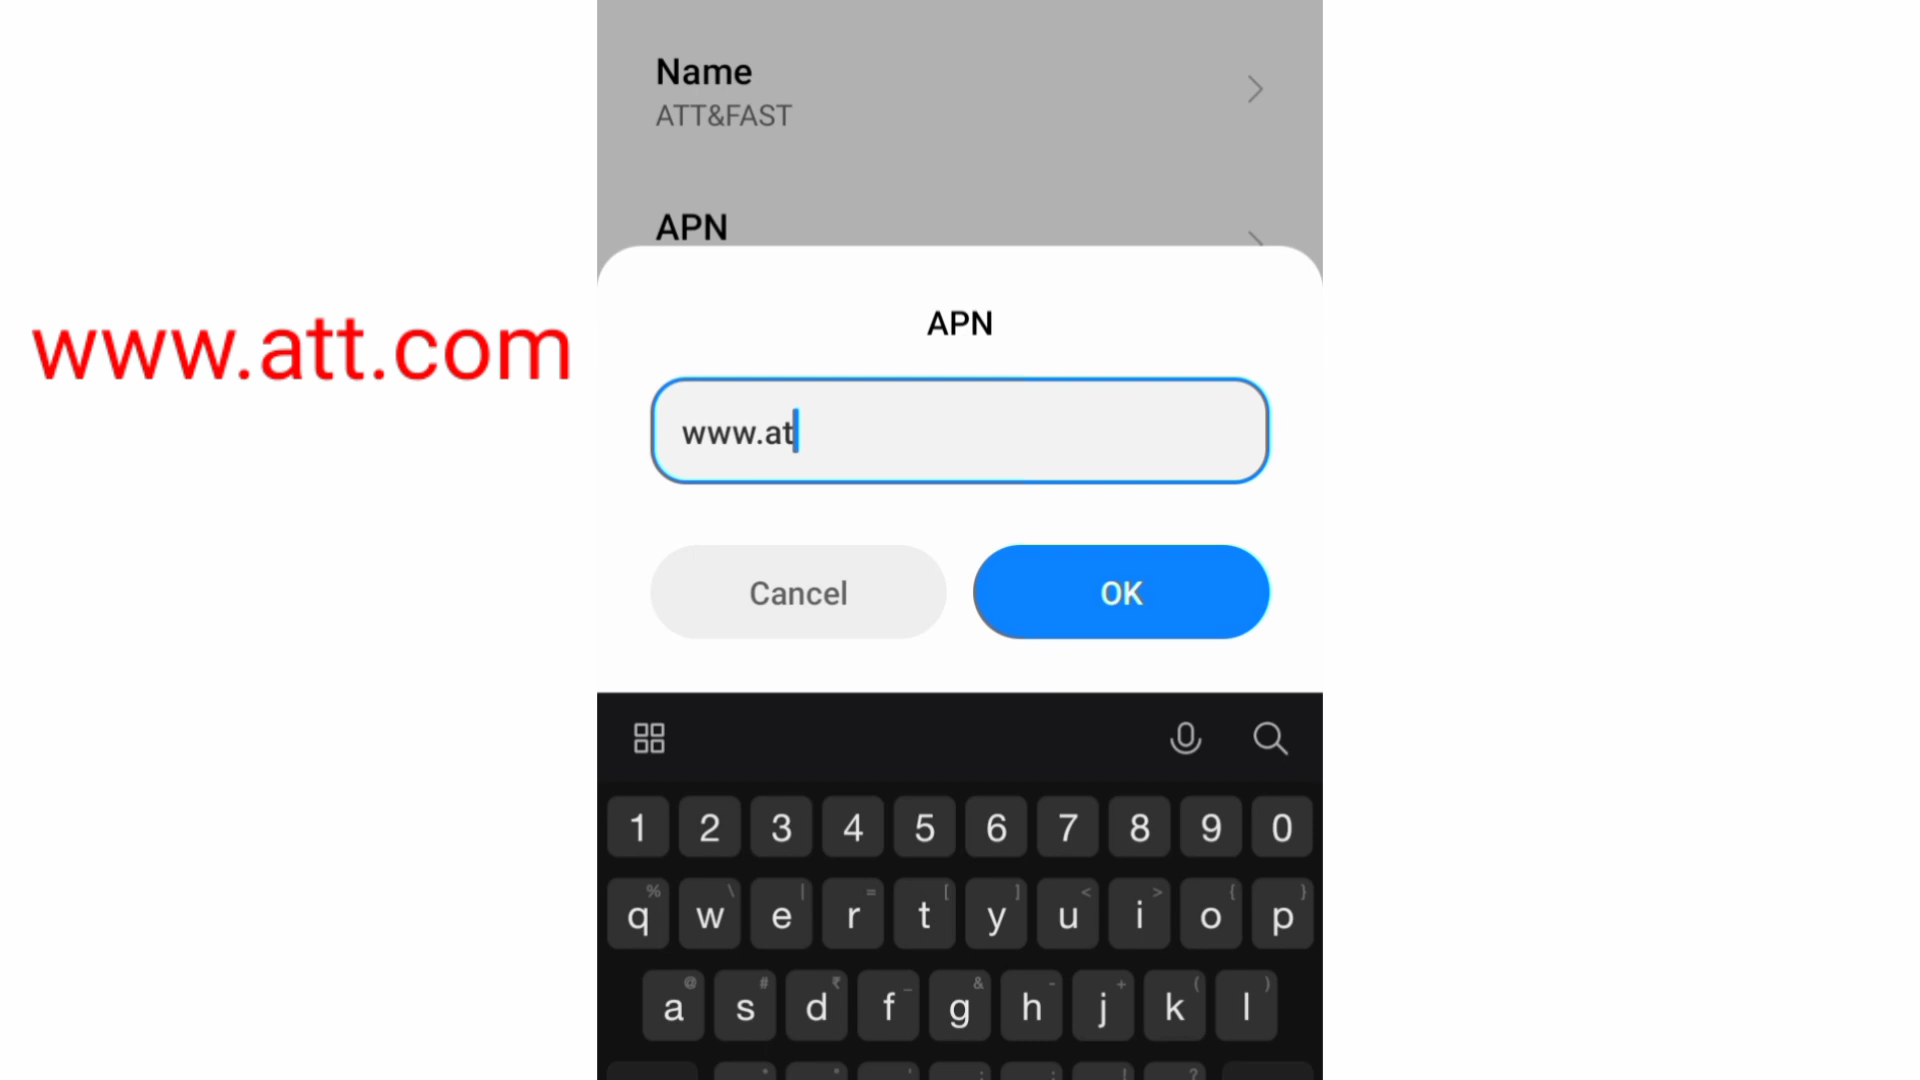 Name
ATT&FAST
APN
www.att.com
APN
www.at
Cancel
OK
1 2 3 4 5 6 7 8 9 0
% \ | = [ ] < > { }
q w e r t y u i o p
@ # ₹ _ & - + ( )
a s d f g h j k l